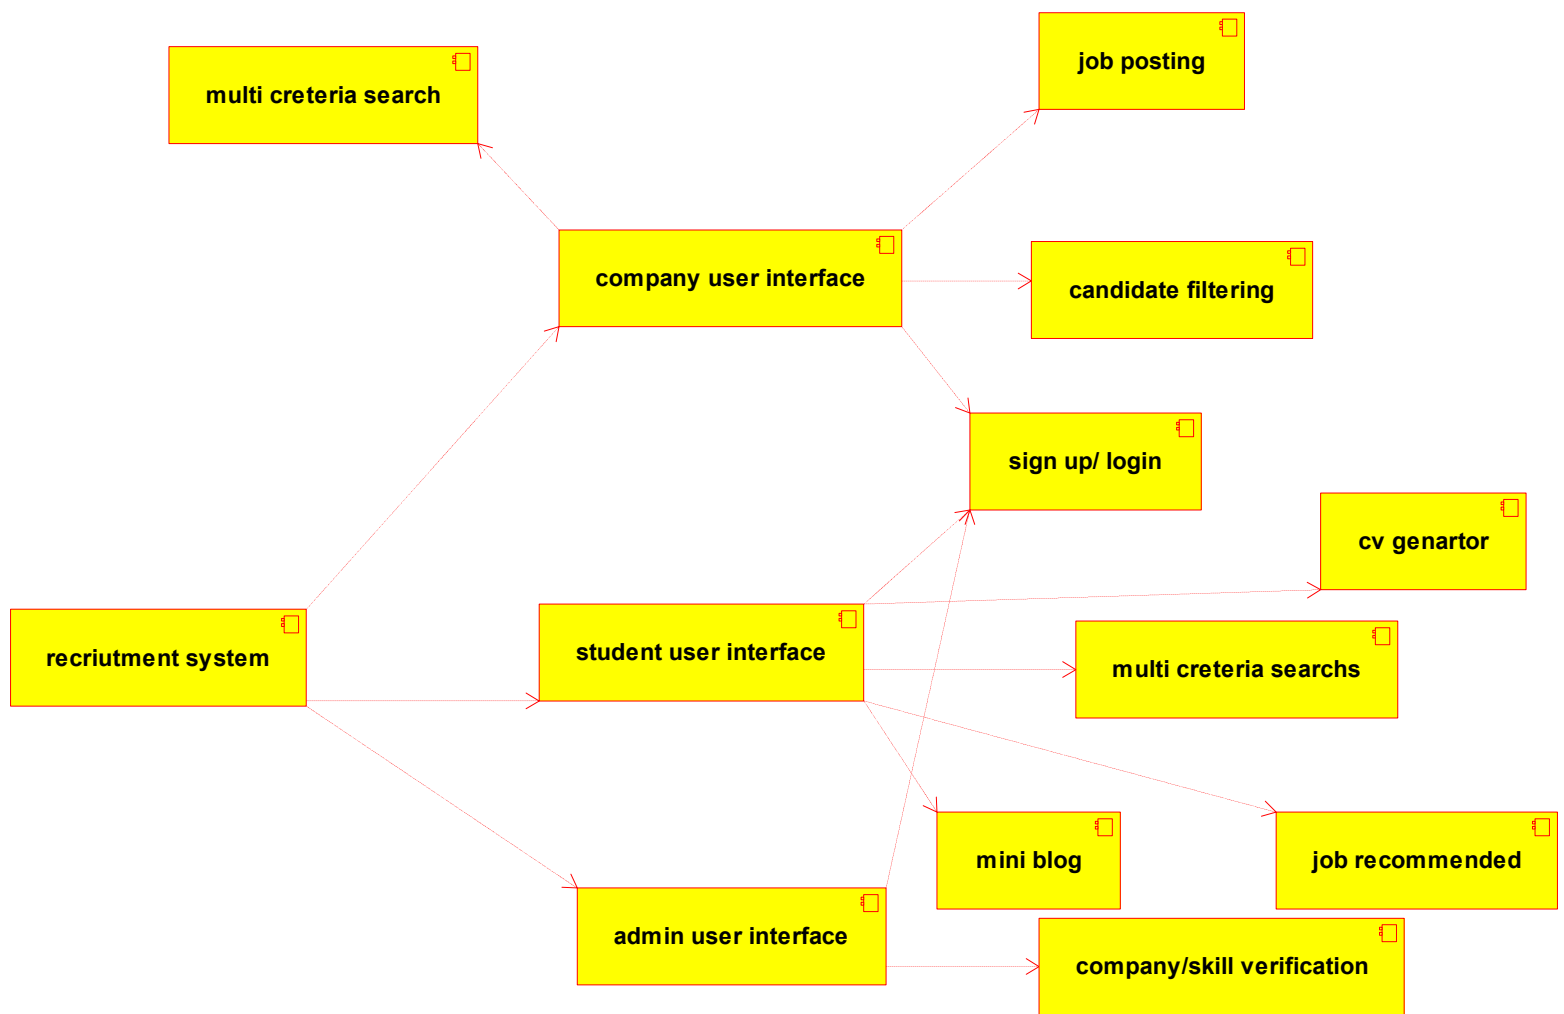 job posting
multi creteria search
company user interface
candidate filtering
sign up/ login
cv genartor
recriutment system
student user interface
multi creteria searchs
mini blog
job recommended
admin user interface
company/skill verification